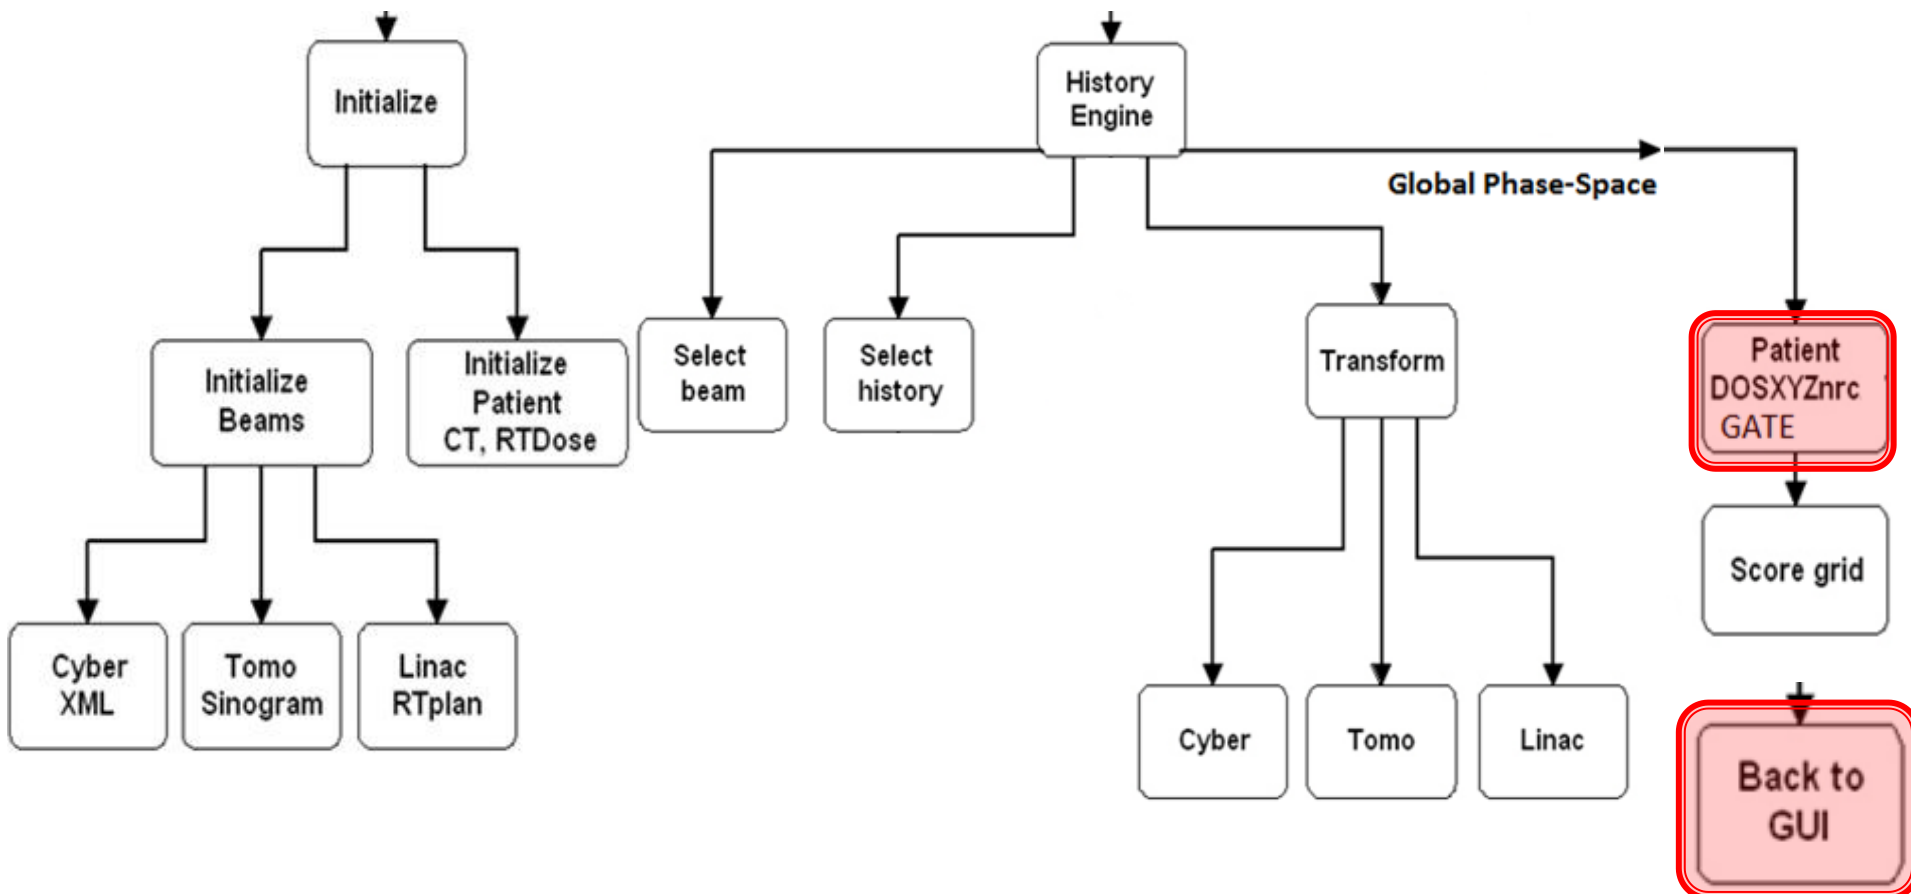 Initialize
History
Engine
Global Phase-Space
Initialize
Beams
Initialize
Patient
CT, RTDose
Select
beam
Select
history
Transform
Patient
DOSXYZnrc
GATE
Score grid
Cyber
XML
Tomo
Sinogram
Linac
RTplan
Cyber
Tomo
Linac
Back to
GUI